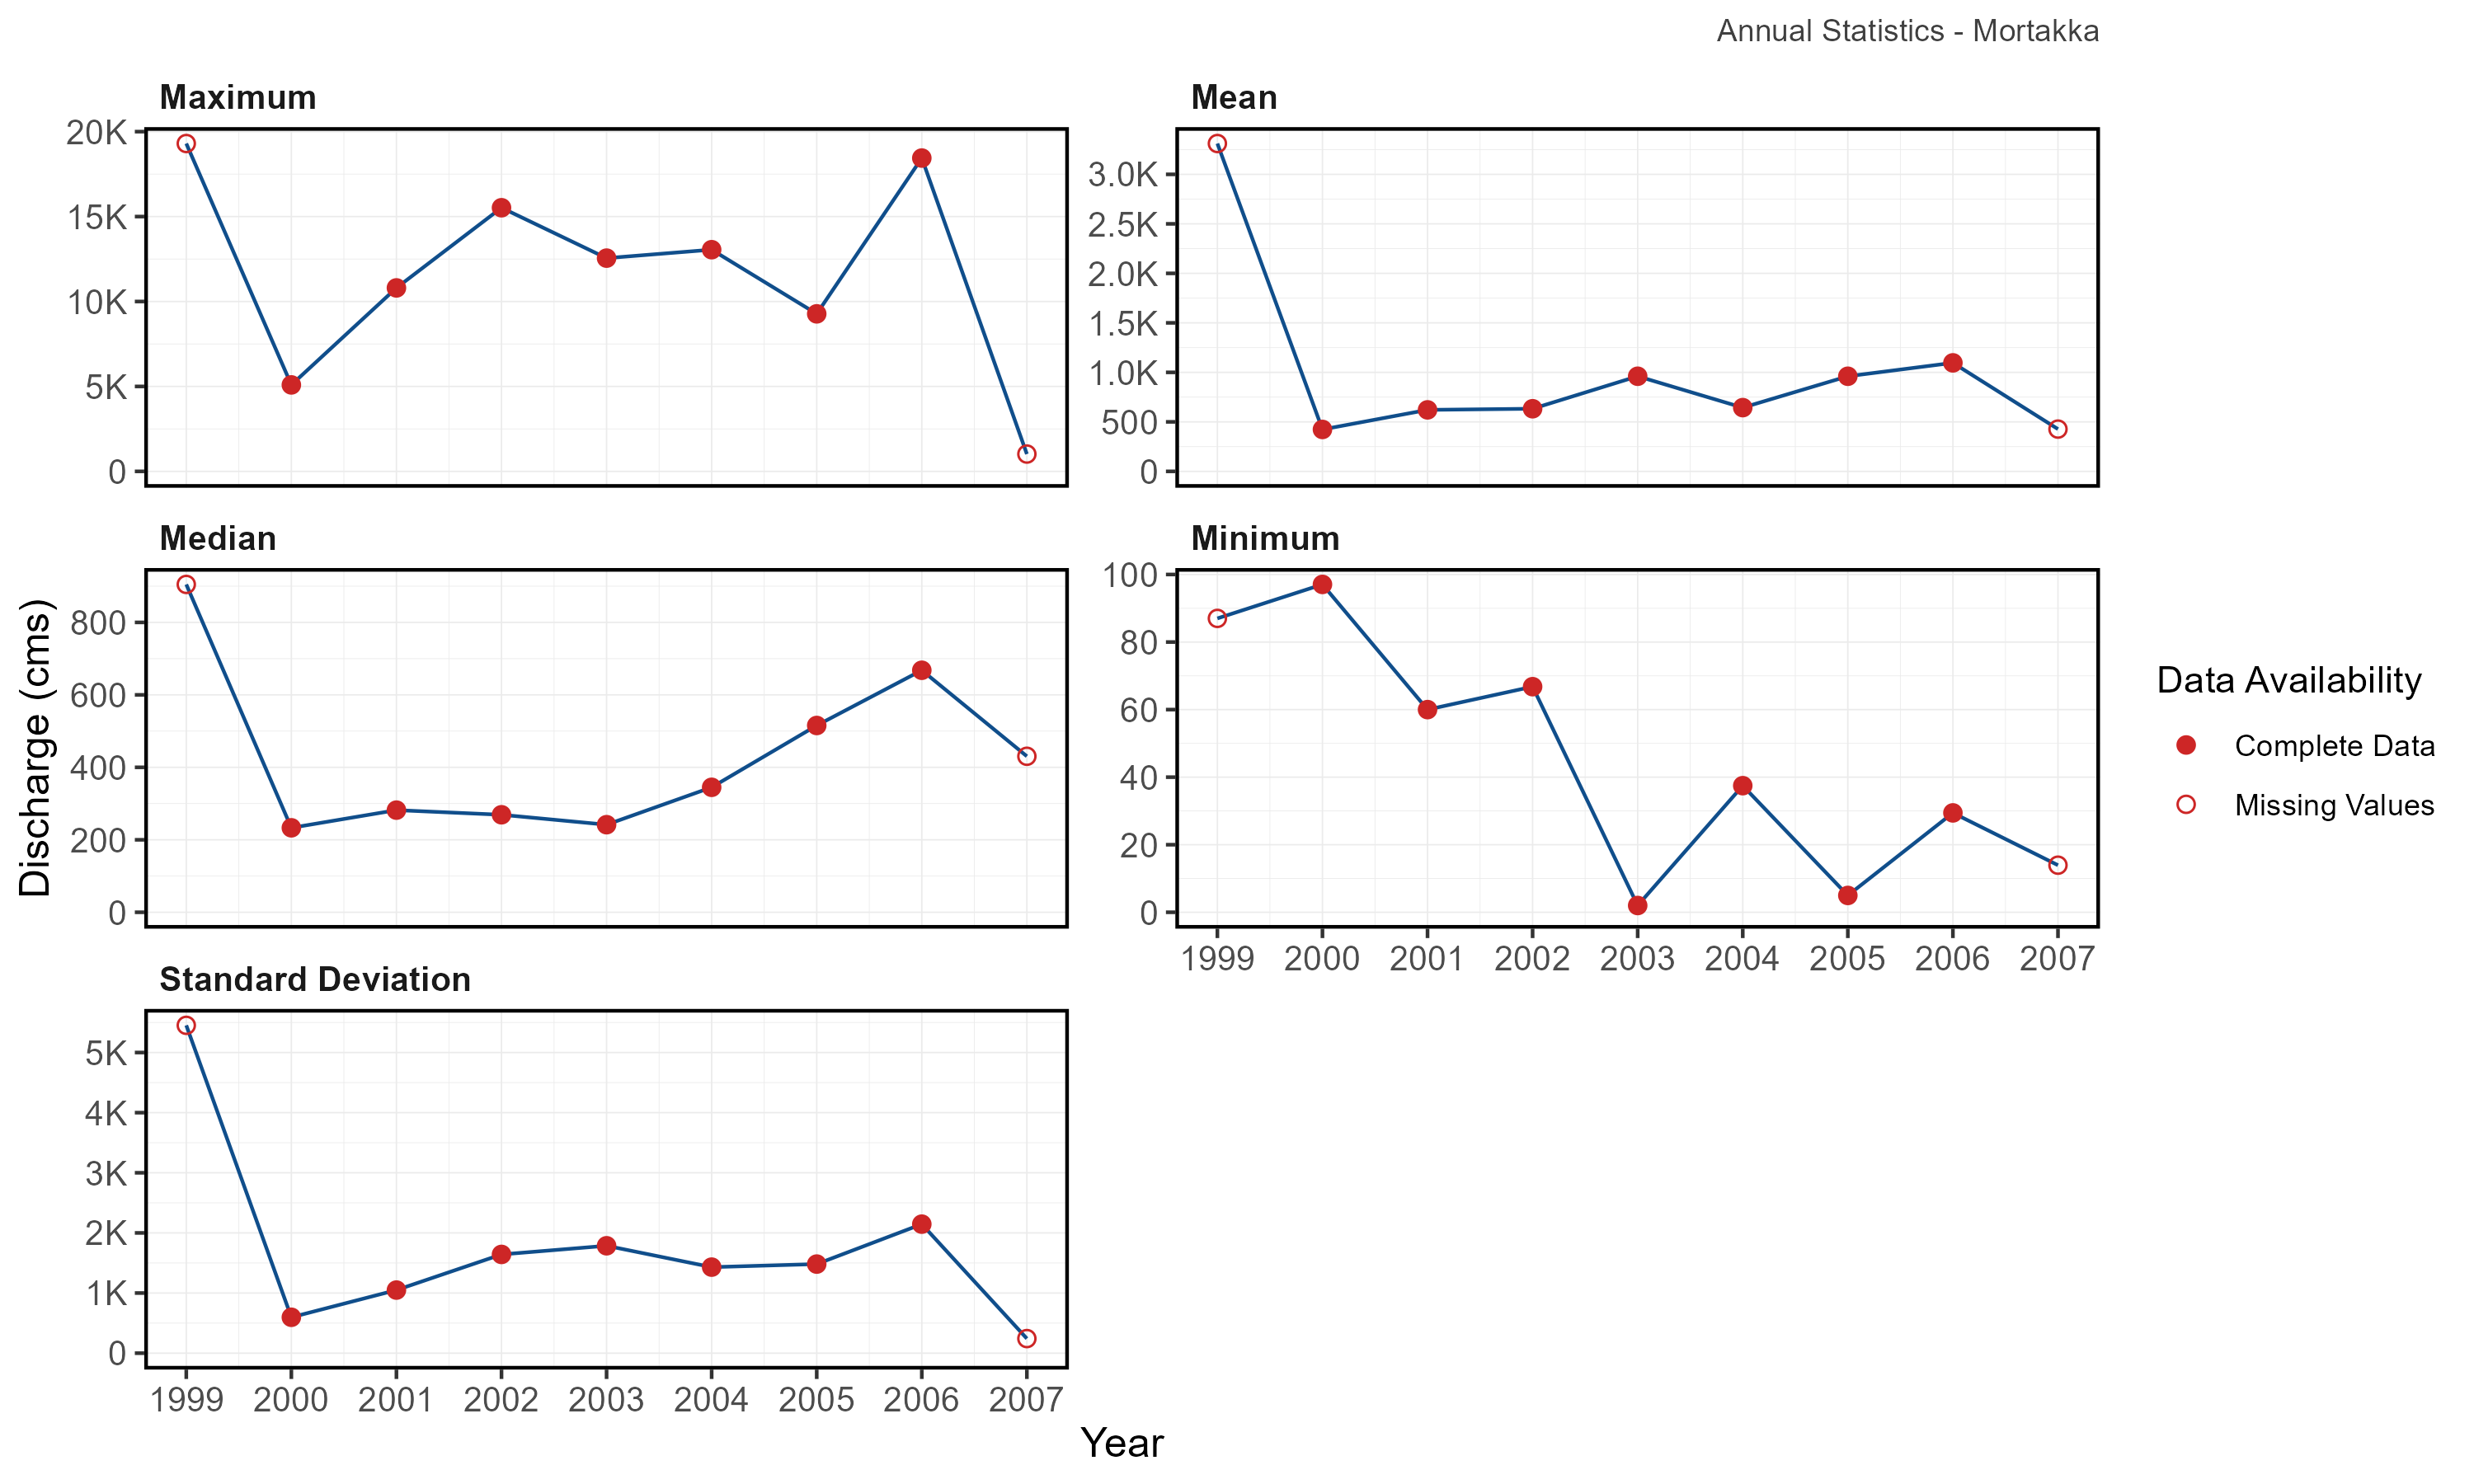 Annual Statistics - Mortakka
Maximum
20K
15K
10K
5K
0
Mean
3.0K
2.5K
2.0K
1.5K
1.0K
500
0
Median
800
600
400
200
0
Minimum
100
80
60
40
20
0
1999 2000 2001 2002 2003 2004 2005 2006 2007
Standard Deviation
5K
4K
3K
2K
1K
0
1999 2000 2001 2002 2003 2004 2005 2006 2007
Discharge (cms)
Year
Data Availability
Complete Data
Missing Values